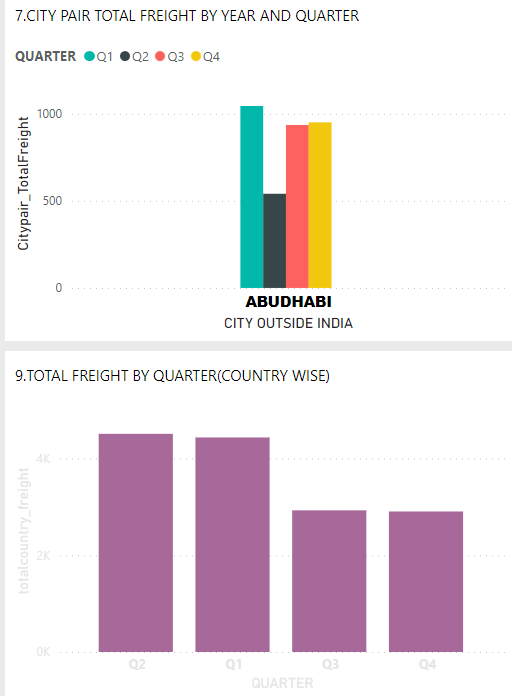 7.CITY PAIR TOTAL FREIGHT BY YEAR AND QUARTER
QUARTER Q1 Q2 Q3 Q4
Citypair_TotalFreight
1000
500
0
ABUDHABI
CITY OUTSIDE INDIA
9.TOTAL FREIGHT BY QUARTER(COUNTRY WISE)
totalcountry_freight
4K
2K
0K
Q2 Q1 Q3 Q4
QUARTER